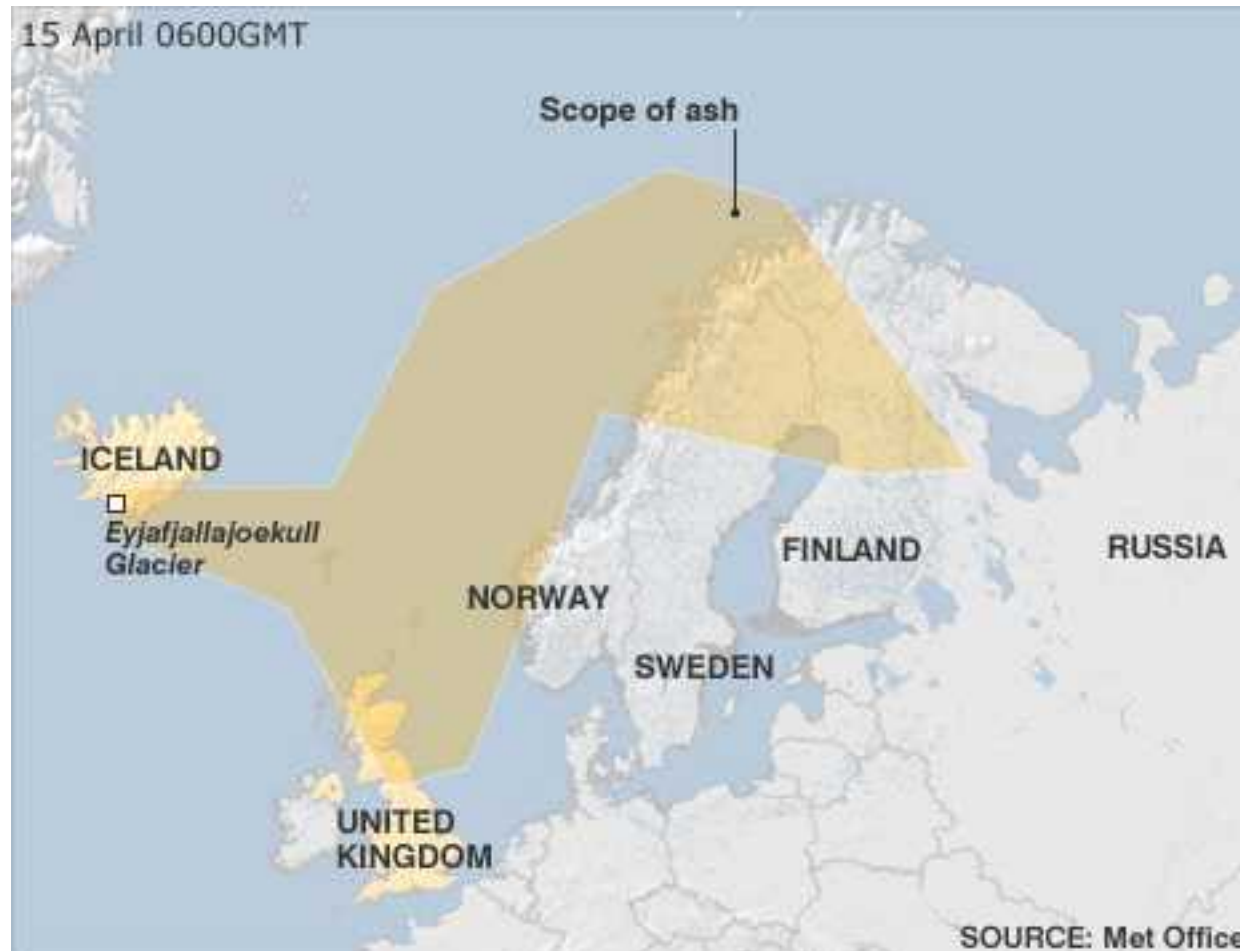 15 April 0600GMT
Scope of ash
ICELAND
Eyjafjallajoekull
Glacier
FINLAND
RUSSIA
NORWAY
SWEDEN
UNITED
KINGDOM
SOURCE: Met Office